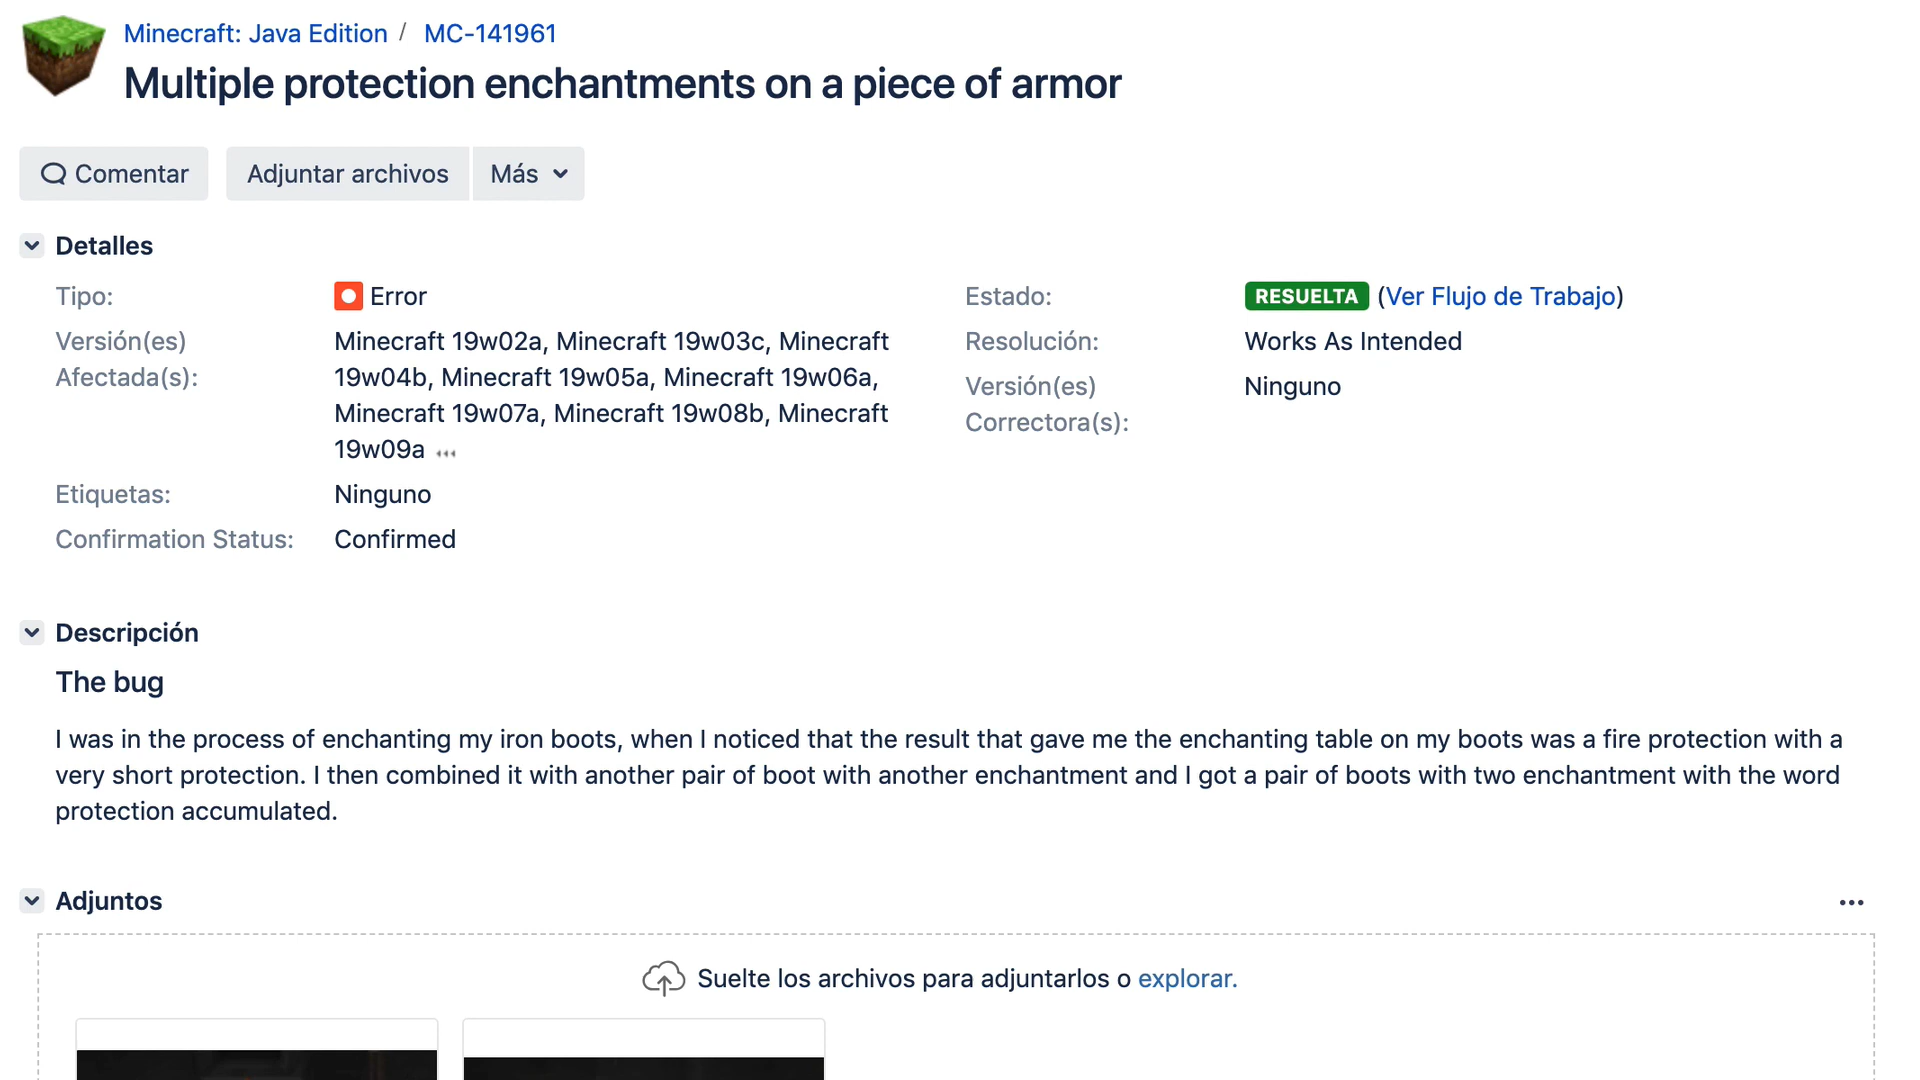 Minecraft: Java Edition / MC-141961
Multiple protection enchantments on a piece of armor
Comentar
Adjuntar archivos
Más
Detalles
Tipo:
Error
Versión(es)
Afectada(s):
Minecraft 19w02a, Minecraft 19w03c, Minecraft
19w04b, Minecraft 19w05a, Minecraft 19w06a,
Minecraft 19w07a, Minecraft 19w08b, Minecraft
19w09a
Etiquetas:
Ninguno
Confirmation Status:
Confirmed
Estado:
RESUELTA (Ver Flujo de Trabajo)
Resolución:
Works As Intended
Versión(es)
Correctora(s):
Ninguno
Descripción
The bug
I was in the process of enchanting my iron boots, when I noticed that the result that gave me the enchanting table on my boots was a fire protection with a
very short protection. I then combined it with another pair of boot with another enchantment and I got a pair of boots with two enchantment with the word
protection accumulated.
Adjuntos
Suelte los archivos para adjuntarlos o explorar.